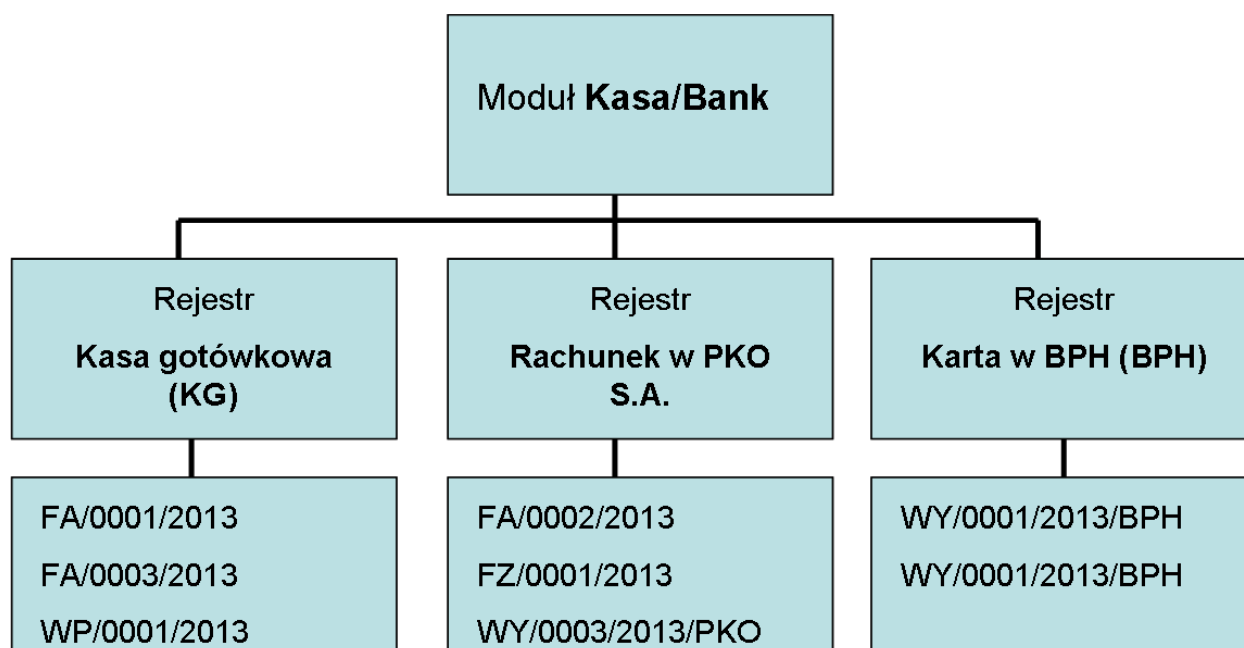 Moduł Kasa/Bank
Rejestr
Kasa gotówkowa
(KG)
Rejestr
Rachunek w PKO
S.A.
Rejestr
Karta w BPH (BPH)
FA/0001/2013
FA/0003/2013
WP/0001/2013
FA/0002/2013
FZ/0001/2013
WY/0003/2013/PKO
WY/0001/2013/BPH
WY/0001/2013/BPH